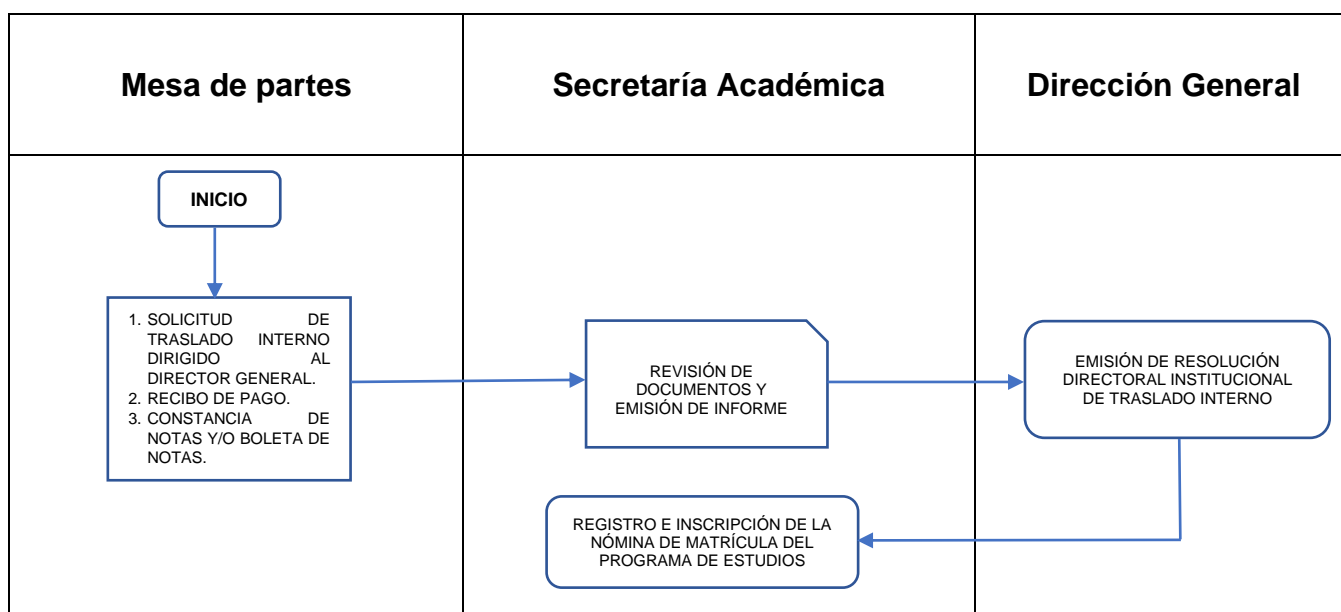 Mesa de partes
Secretaría Académica
Dirección General
INICIO
1. SOLICITUD DE
TRASLADO INTERNO
DIRIGIDO AL
DIRECTOR GENERAL.
2. RECIBO DE PAGO.
3. CONSTANCIA DE
NOTAS Y/O BOLETA DE
NOTAS.
REVISIÓN DE
DOCUMENTOS Y
EMISIÓN DE INFORME
EMISIÓN DE RESOLUCIÓN
DIRECTORAL INSTITUCIONAL
DE TRASLADO INTERNO
REGISTRO E INSCRIPCIÓN DE LA
NÓMINA DE MATRÍCULA DEL
PROGRAMA DE ESTUDIOS